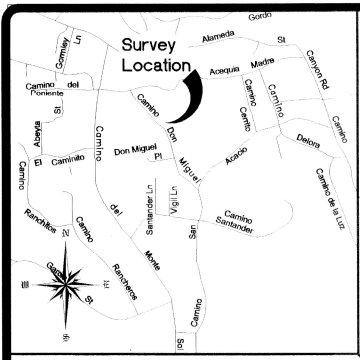 Gordo
Gormley Ln
Survey
Location
Alameda St
Acequia Madre
Canyon Rd
Camino del
Poniente
Camino
Don
Miguel
Camino
Cerrito
Camino
Camino
Abeyta St
Camino
del
Monte
Sol
El Caminito
Don Miguel
Pl
Acacio
Delora
Camino de la Luz
Camino
Ranchitos
Camino
Rancheros
Santander Ln
Vigil Ln
Camino
Santander
San
Camino
St
N